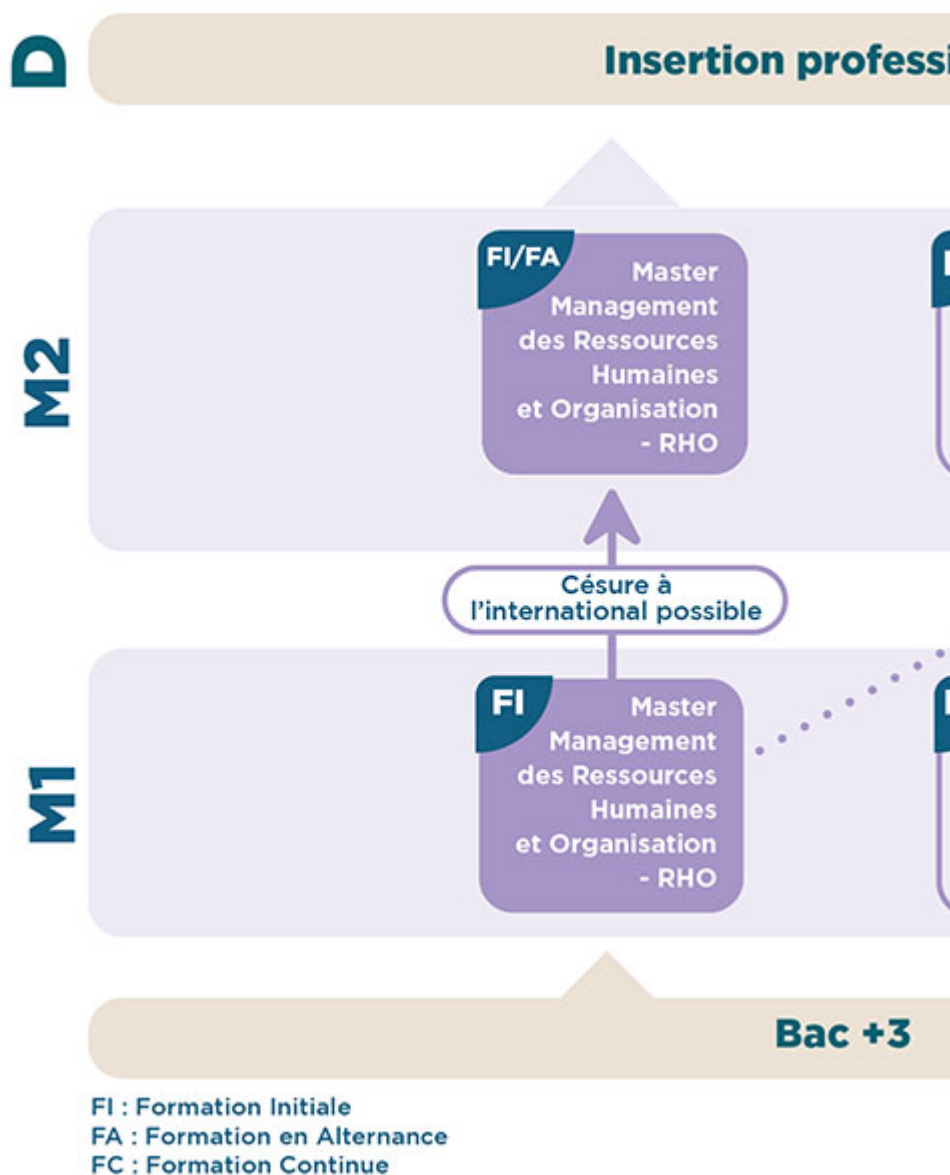 D
Insertion professi
M2
FI/FA
Master
Management
des Ressources
Humaines
et Organisation
- RHO
Césure à
l'international possible
M1
FI
Master
Management
des Ressources
Humaines
et Organisation
- RHO
Bac +3
FI : Formation Initiale
FA : Formation en Alternance
FC : Formation Continue